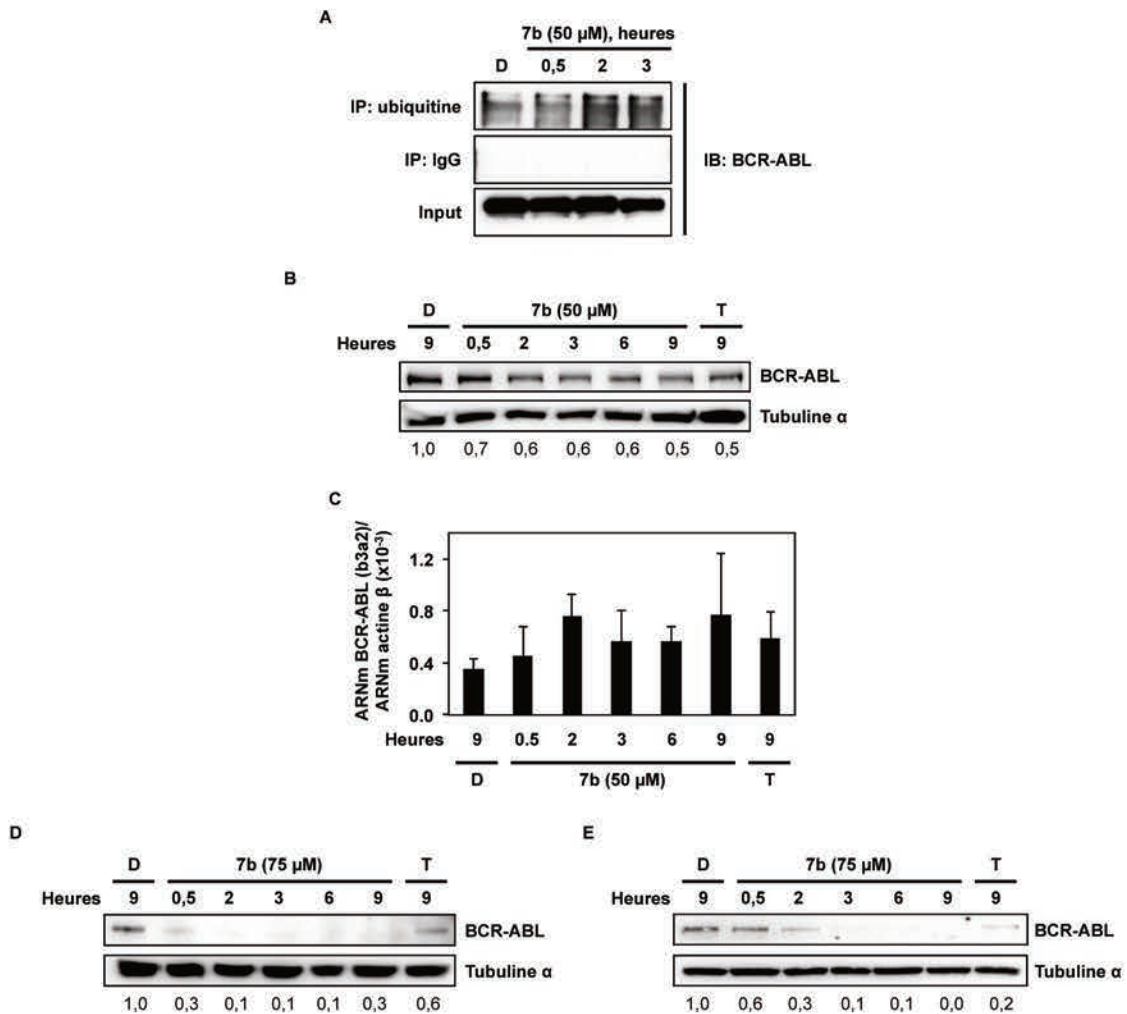 A
7b (50 µM), heures
D 0,5 2 3
IP: ubiquitine
IP: IgG
IB: BCR-ABL
Input
B
D 7b (50 µM) T
Heures 9 0,5 2 3 6 9 9
BCR-ABL
Tubuline α
1,0 0,7 0,6 0,6 0,6 0,5 0,5
C
ARNm BCR-ABL (b3a2)/
ARNm actine β (x10⁻³)
1.2
0.8
0.4
0.0
Heures 9 0.5 2 3 6 9 9
D 7b (50 µM) T
D
D 7b (75 µM) T
Heures 9 0,5 2 3 6 9 9
BCR-ABL
Tubuline α
1,0 0,3 0,1 0,1 0,1 0,3 0,6
E
D 7b (75 µM) T
Heures 9 0,5 2 3 6 9 9
BCR-ABL
Tubuline α
1,0 0,6 0,3 0,1 0,1 0,0 0,2